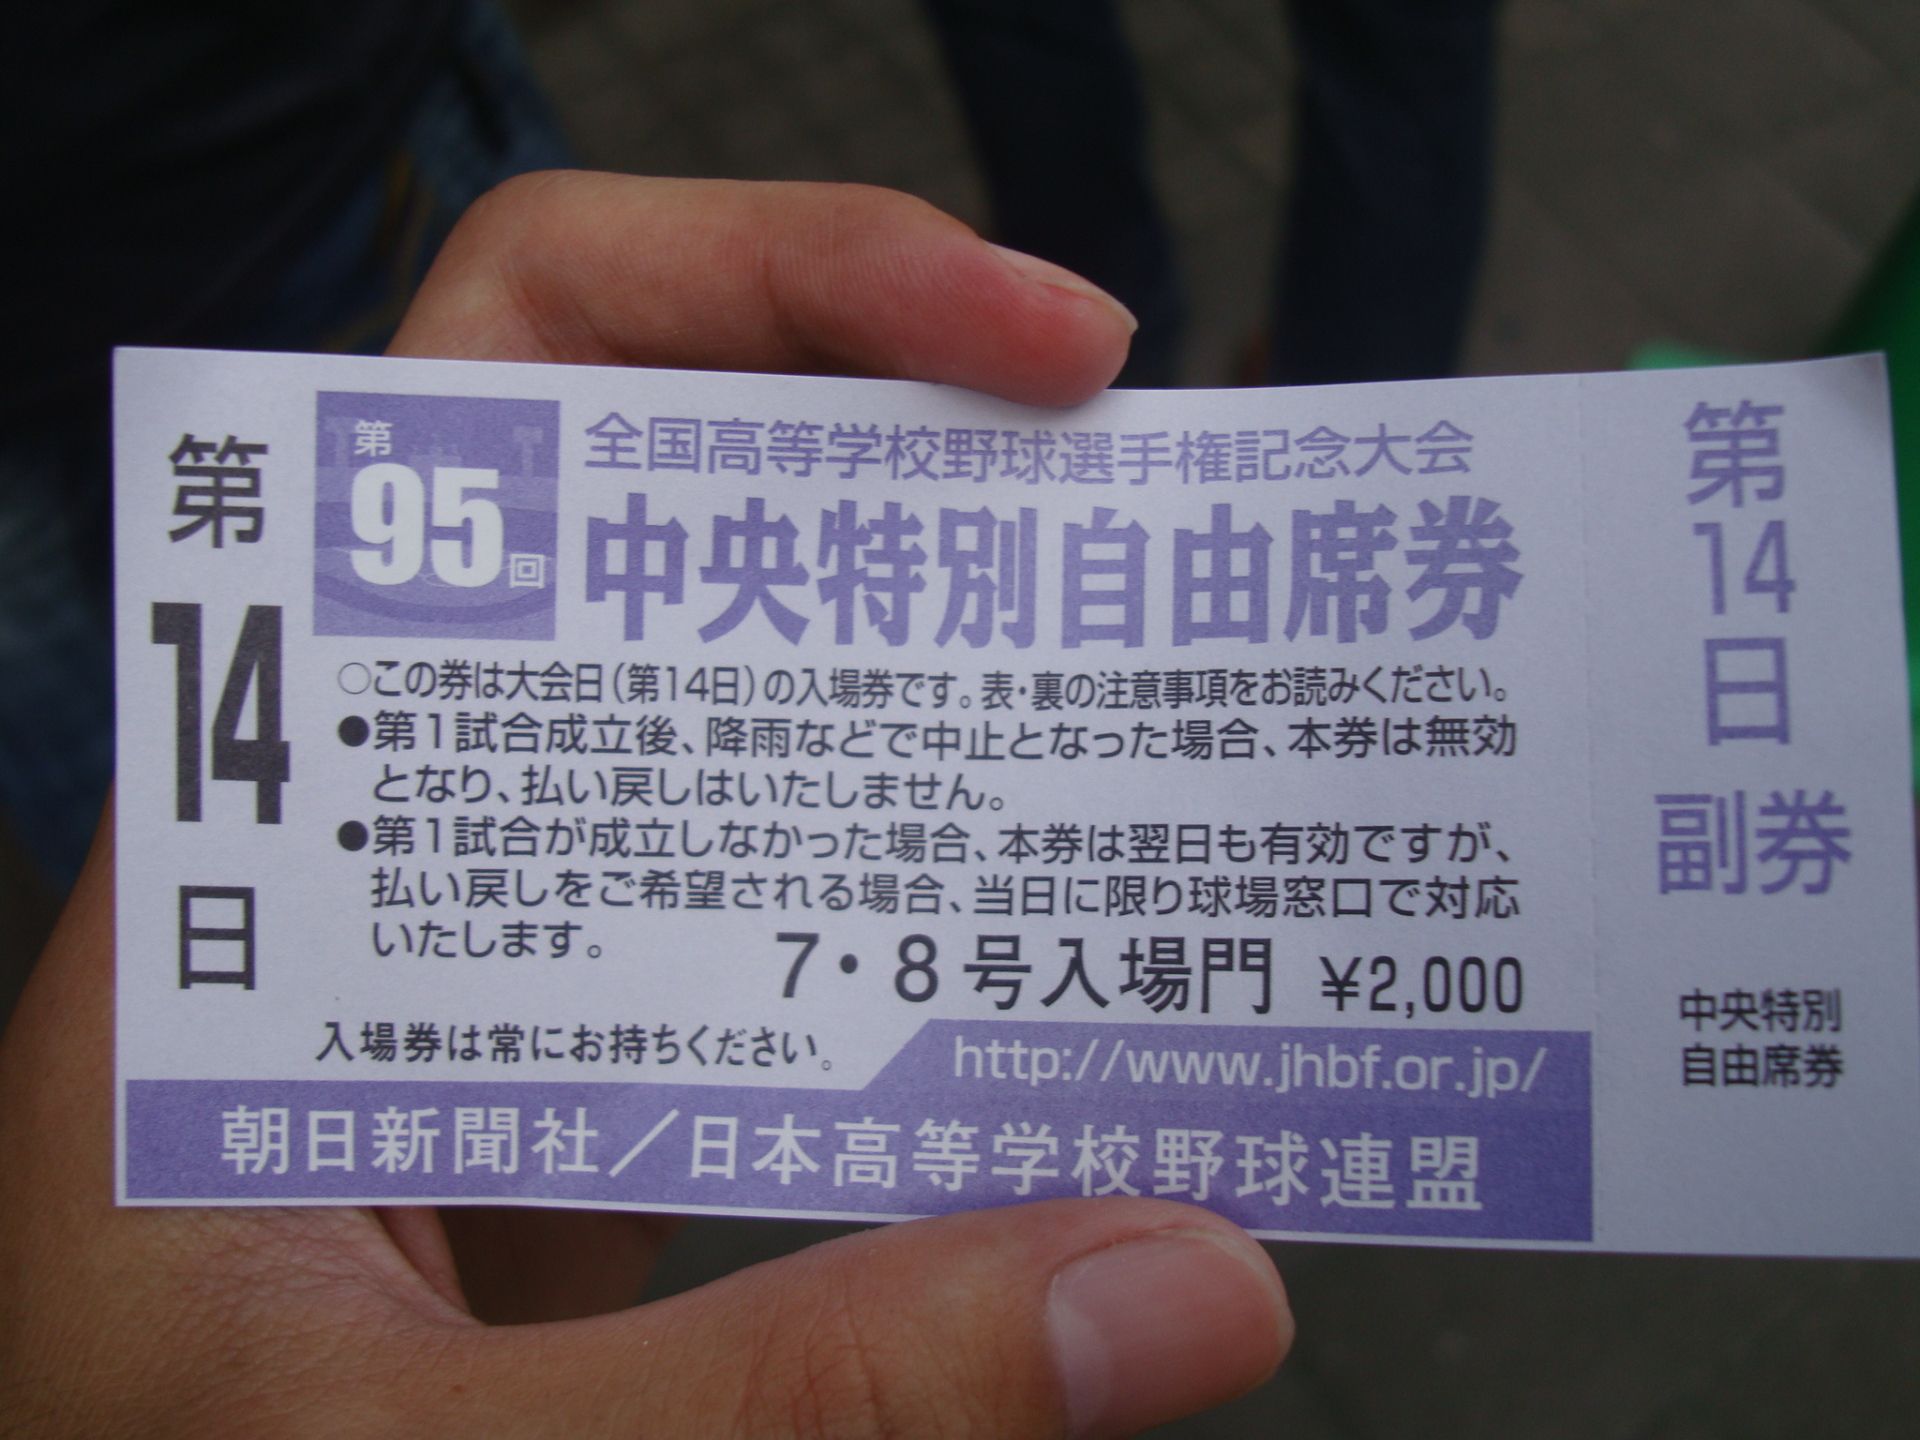 第
14
日
第
95
回
全国高等学校野球選手権記念大会
中央特別自由席券
○この券は大会日(第14日)の入場券です。表・裏の注意事項をお読みください。
●第1試合成立後、降雨などで中止となった場合、本券は無効
となり、払い戻しはいたしません。
●第1試合が成立しなかった場合、本券は翌日も有効ですが、
払い戻しをご希望される場合、当日に限り球場窓口で対応
いたします。
7・8号入場門 ¥2,000
入場券は常にお持ちください。
http://www.jhbf.or.jp/
朝日新聞社/日本高等学校野球連盟
第
14
日
副券
中央特別
自由席券